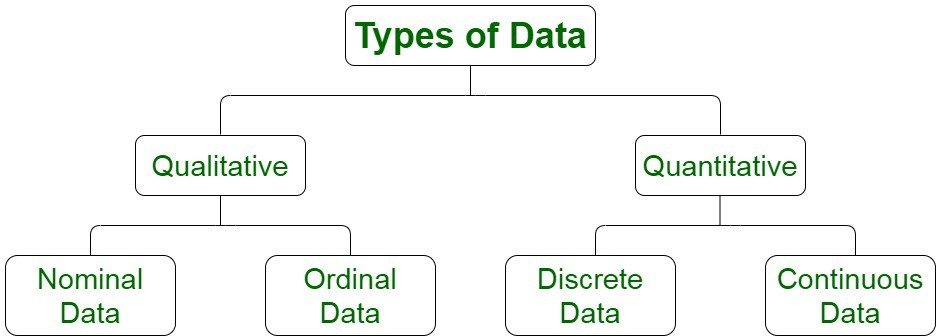 Types of Data
Qualitative
Quantitative
Nominal
Data
Ordinal
Data
Discrete
Data
Continuous
Data